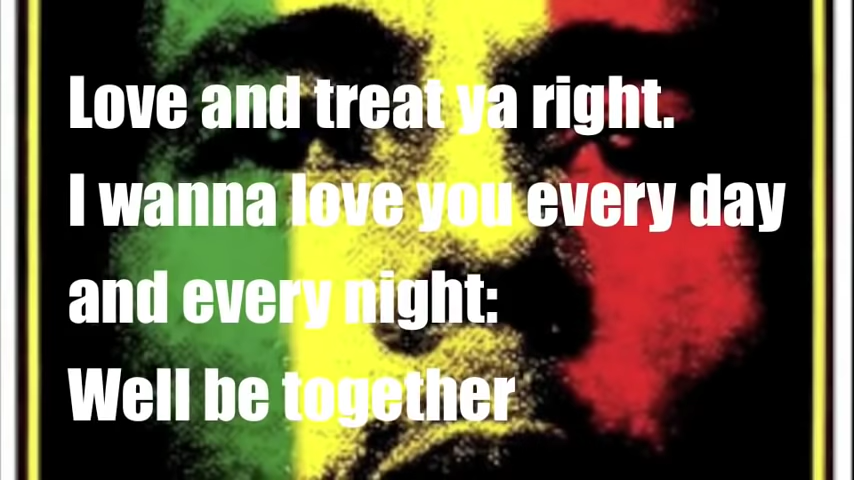 Love and treat ya right.
I wanna love you every day
and every night:
Well be together